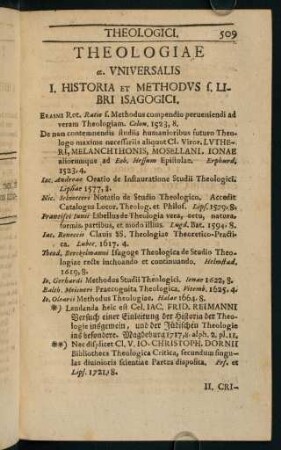 THEOLOGICI. 509
THEOLOGIAE
α. VNIVERSALIS
I. HISTORIA ET METHODVS ſ. LI-
BRI ISAGOGICI.
ERASMI Rot. Ratio ſ. Methodus compendio perueniendi ad
veram Theologiam. Colon. 1523, 8.
De non contemnendis ſtudiis humanioribus futuro Theo-
logo maxime neceſſariis aliquot Cl. Viror. LVTHE-
RI, MELANCHTHONIS, MOSELLANI, IONAE
aliorumque ad Eob. Heſſum Epiſtolae. Erphord,
1523. 4.
Iac. Andreae Oratio de Inſtauratione Studii Theologici.
Lipſiae 1577, 8.
Nic. Notatio de Studio Theologico. Accedit
Catalogus Locor. Theolog. et Philoſ. Lipſ. 8.
Franciſci Iunii Libellus de Theologia vera, ortu, natura,
formis, partibus, et modo illius. Lugd. Bat. 1594. 8.
Iac. Clauis SS. Theologiae Theoretico-Practi-
ca. Lubec. 1617. 4.
Theod. Iſagoge Theologica de Studio Theo-
logiae recte inchoando et continuando, Helmſtad.
1619, 8.
Io. Gerhardi Methodus Studii Theologici. Ienae 1622, 8.
Balth. Meiſneri Praecognita Theologica. Vitemb. 1625. 4.
Io. Olearii Methodus Theologiae. Halae 1664. 8.
*) Laudanda heic eſt Cel. IAC. FRID. REIMANNI
Verſuch einer Einleitung der Hiſtorie der Theo-
logie insgemein, und der Jüdiſchen Theologie
ins beſondere. Magdeburg 1717, 8. alph. 2. pl. 11.
**) Nec diſplicet Cl. V. IO-CHRISTOPH. DORNII
Bibliotheca Theologica Critica, ſecundum ſingu-
las diuinioris ſcientiae Partes diſpoſita. et
Lipſ. 1721, 8.
II. CRI-